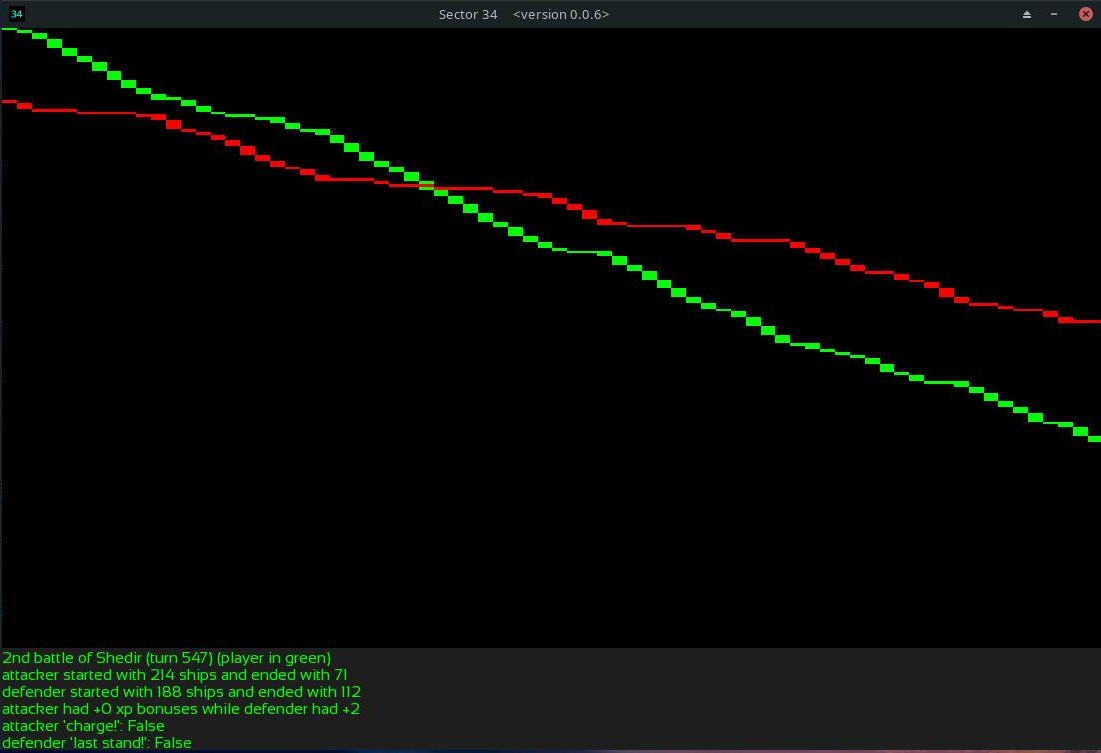 34
Sector 34 <version 0.0.6>
2nd battle of Shedir (turn 547) (player in green)
attacker started with 214 ships and ended with 71
defender started with 188 ships and ended with 112
attacker had +0 xp bonuses while defender had +2
attacker 'charge!': False
defender 'last stand!': False